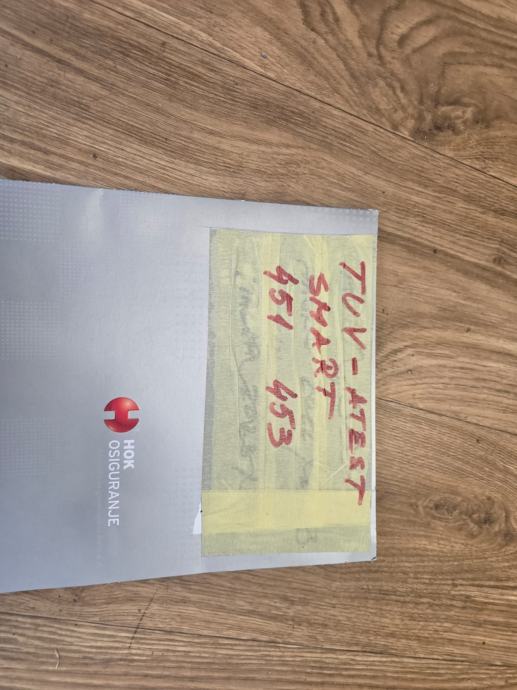 TUV - ATEST
SMART
451 453
HOK
OSIGURANJE